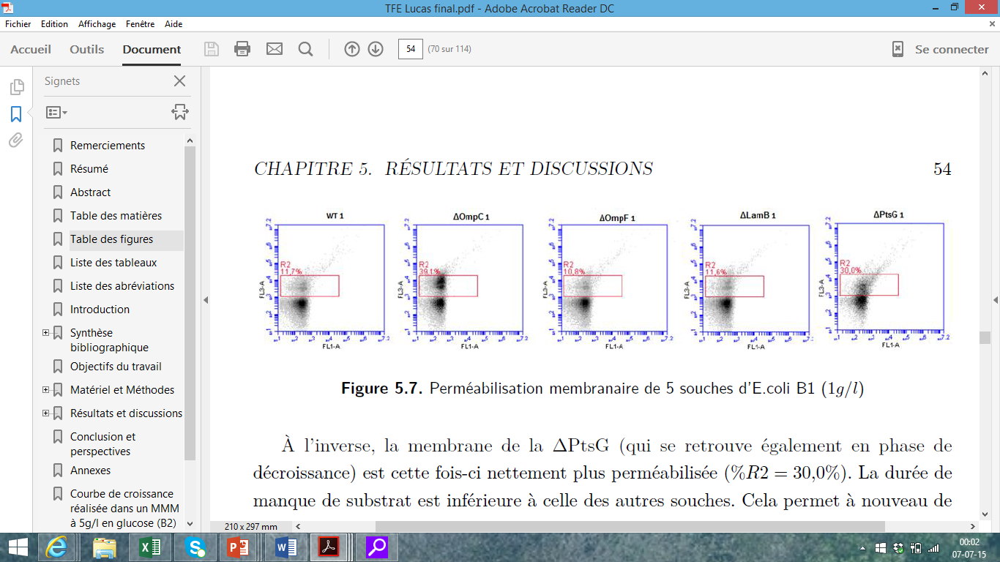 TFE Lucas final.pdf - Adobe Acrobat Reader DC
Fichier Edition Affichage Fenêtre Aide
Accueil Outils Document 54 (70 sur 114) Se connecter
Signets
Remerciements
Résumé
Abstract
Table des matières
Table des figures
Liste des tableaux
Liste des abréviations
Introduction
Synthèse
bibliographique
Objectifs du travail
Matériel et Méthodes
Résultats et discussions
Conclusion et
perspectives
Annexes
Courbe de croissance
réalisée dans un MMM
à 5g/l en glucose (B2)
CHAPITRE 5. RÉSULTATS ET DISCUSSIONS 54
WT 1
R2
11,7%
FL3-A
FL1-A
ΔOmpC 1
R2
39,1%
FL3-A
FL1-A
ΔOmpF 1
R2
10,8%
FL3-A
FL1-A
ΔLamB 1
R2
11,6%
FL3-A
FL1-A
ΔPtsG 1
R2
30,0%
FL3-A
FL1-A
Figure 5.7. Perméabilisation membranaire de 5 souches d'E.coli B1 (1g/l)
À l'inverse, la membrane de la ΔPtsG (qui se retrouve également en phase de
décroissance) est cette fois-ci nettement plus perméabilisée (%R2 = 30,0%). La durée de
manque de substrat est inférieure à celle des autres souches. Cela permet à nouveau de
210 x 297 mm
00:02
07-07-15